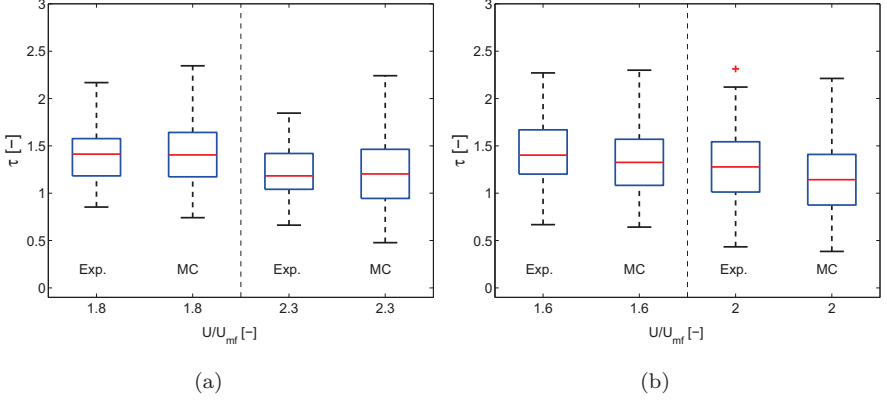 3
2.5
2
1.5
1
0.5
0
τ [−]
Exp. MC Exp. MC
1.8 1.8 2.3 2.3
U/U_mf [−]
(a)
3
2.5
2
1.5
1
0.5
0
τ [−]
Exp. MC Exp. MC
1.6 1.6 2 2
U/U_mf [−]
(b)